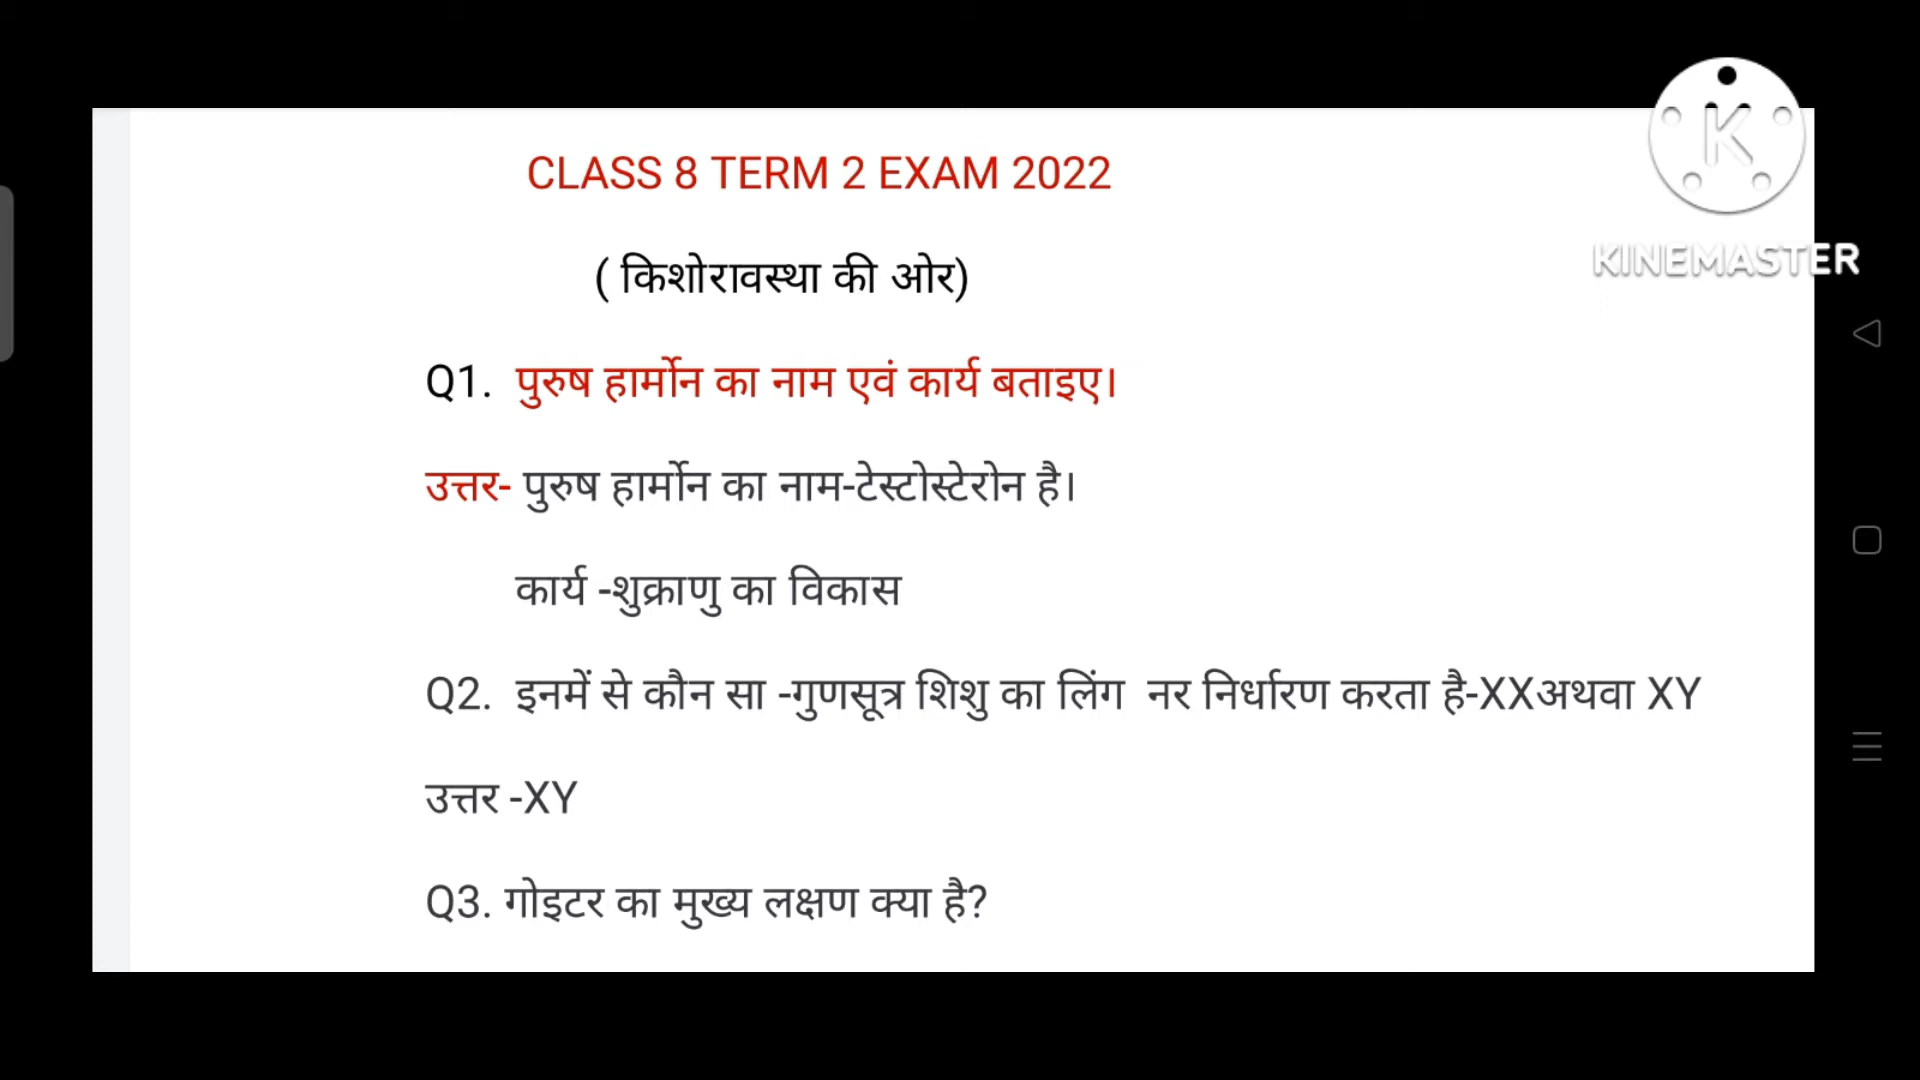 CLASS 8 TERM 2 EXAM 2022
( किशोरावस्था की ओर)
Q1. पुरुष हार्मोन का नाम एवं कार्य बताइए।
उत्तर- पुरुष हार्मोन का नाम-टेस्टोस्टेरोन है।
कार्य -शुक्राणु का विकास
Q2. इनमें से कौन सा -गुणसूत्र शिशु का लिंग नर निर्धारण करता है-XXअथवा XY
उत्तर -XY
Q3. गोइटर का मुख्य लक्षण क्या है?
K
KINEMASTER